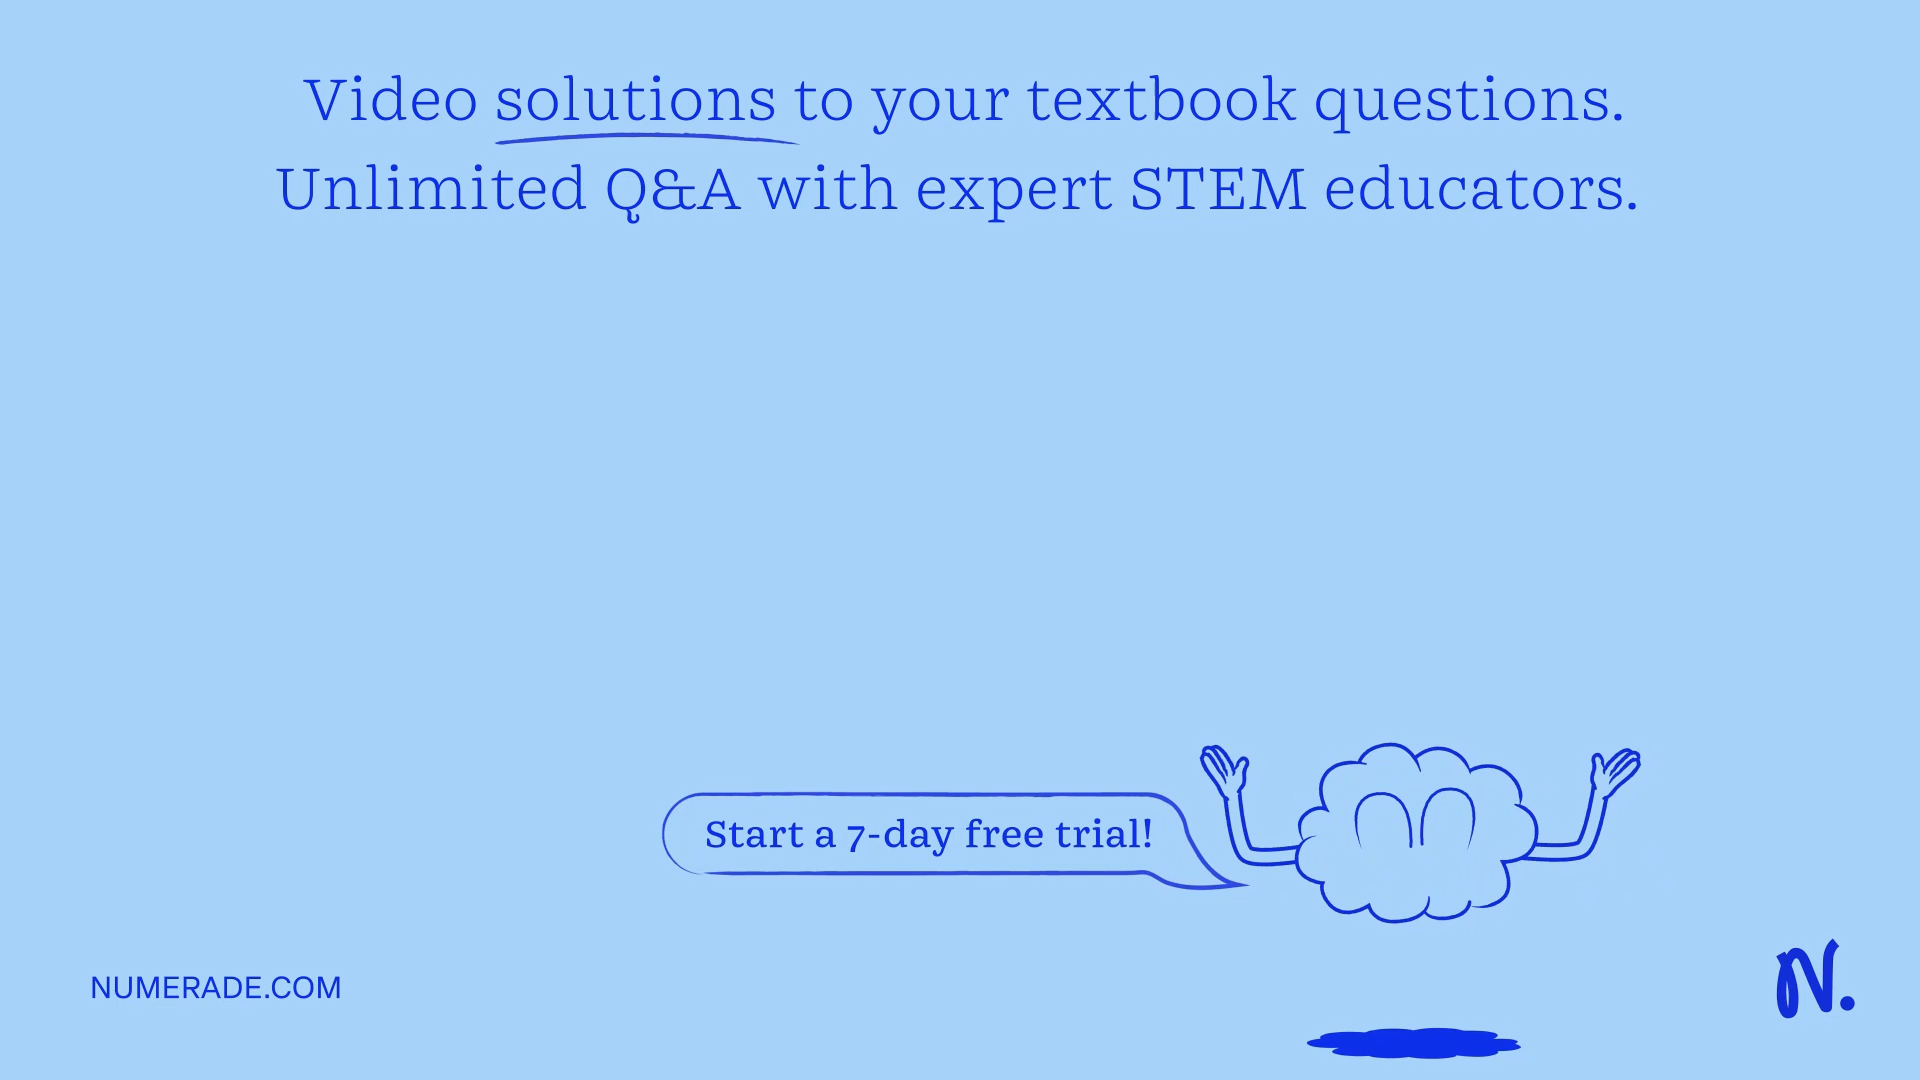 Video solutions to your textbook questions.
Unlimited Q&A with expert STEM educators.
Start a 7-day free trial!
NUMERADE.COM
N.